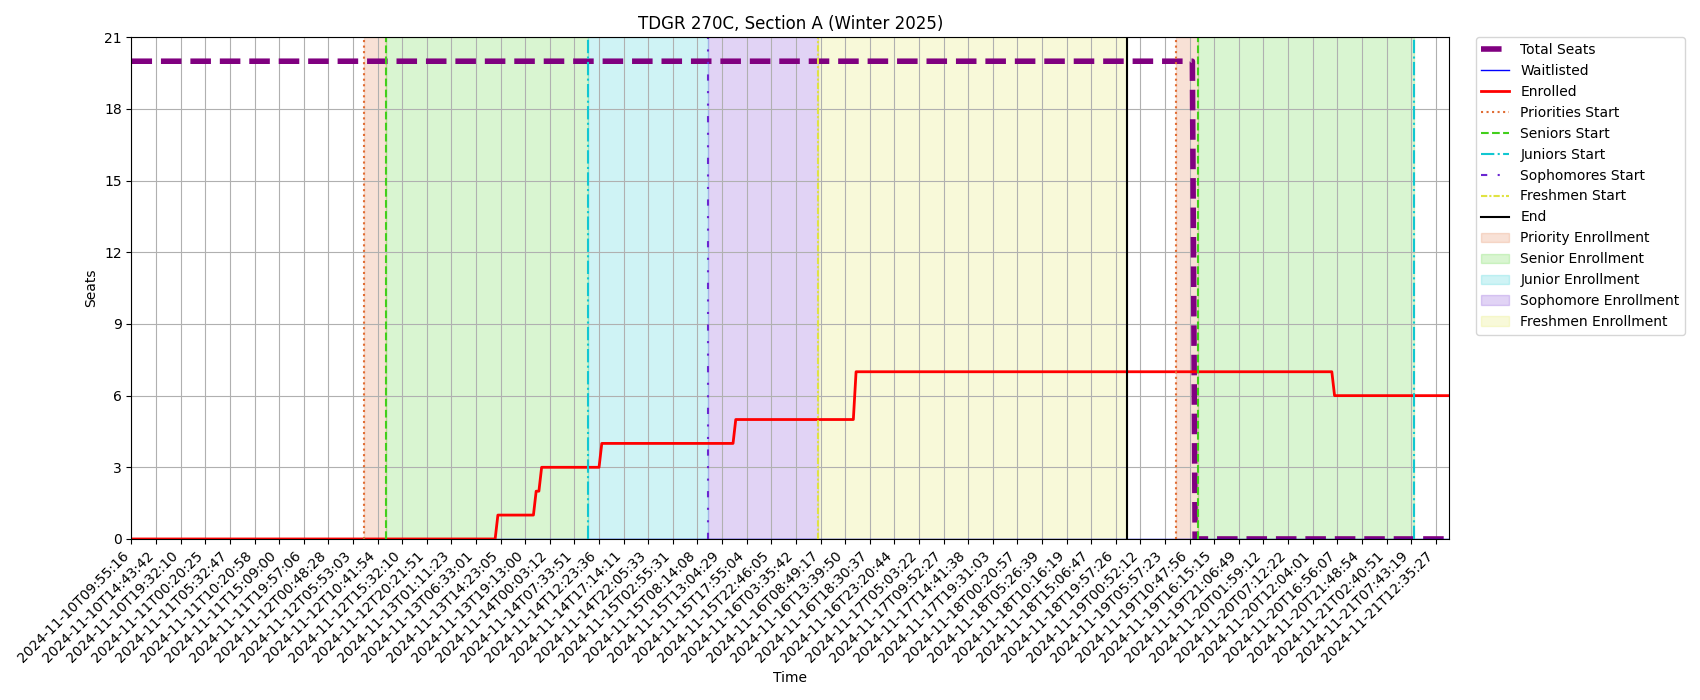 TDGR 270C, Section A (Winter 2025)
21
18
15
12
9
6
3
0
Seats
2024-11-10T09:55:16
2024-11-10T14:43:42
2024-11-10T19:32:10
2024-11-11T00:20:25
2024-11-11T05:32:47
2024-11-11T10:20:58
2024-11-11T15:09:00
2024-11-11T19:57:06
2024-11-12T00:48:28
2024-11-12T05:53:03
2024-11-12T10:41:54
2024-11-12T15:32:10
2024-11-12T20:21:51
2024-11-13T01:11:23
2024-11-13T06:33:01
2024-11-13T14:23:05
2024-11-13T19:13:00
2024-11-14T00:03:12
2024-11-14T07:33:51
2024-11-14T12:23:36
2024-11-14T17:14:11
2024-11-14T22:05:33
2024-11-15T02:55:31
2024-11-15T08:14:08
2024-11-15T13:04:29
2024-11-15T17:55:04
2024-11-15T22:46:05
2024-11-16T03:35:42
2024-11-16T08:49:17
2024-11-16T13:39:50
2024-11-16T18:30:37
2024-11-16T23:20:44
2024-11-17T05:03:22
2024-11-17T09:52:27
2024-11-17T14:41:38
2024-11-17T19:31:03
2024-11-18T00:20:57
2024-11-18T05:26:39
2024-11-18T10:16:19
2024-11-18T15:06:47
2024-11-18T19:57:26
2024-11-19T00:52:12
2024-11-19T05:57:23
2024-11-19T10:47:56
2024-11-19T16:15:15
2024-11-19T21:06:49
2024-11-20T01:59:12
2024-11-20T07:12:22
2024-11-20T12:04:01
2024-11-20T16:56:07
2024-11-20T21:48:54
2024-11-21T02:40:51
2024-11-21T07:43:19
2024-11-21T12:35:27
Time
Total Seats
Waitlisted
Enrolled
Priorities Start
Seniors Start
Juniors Start
Sophomores Start
Freshmen Start
End
Priority Enrollment
Senior Enrollment
Junior Enrollment
Sophomore Enrollment
Freshmen Enrollment